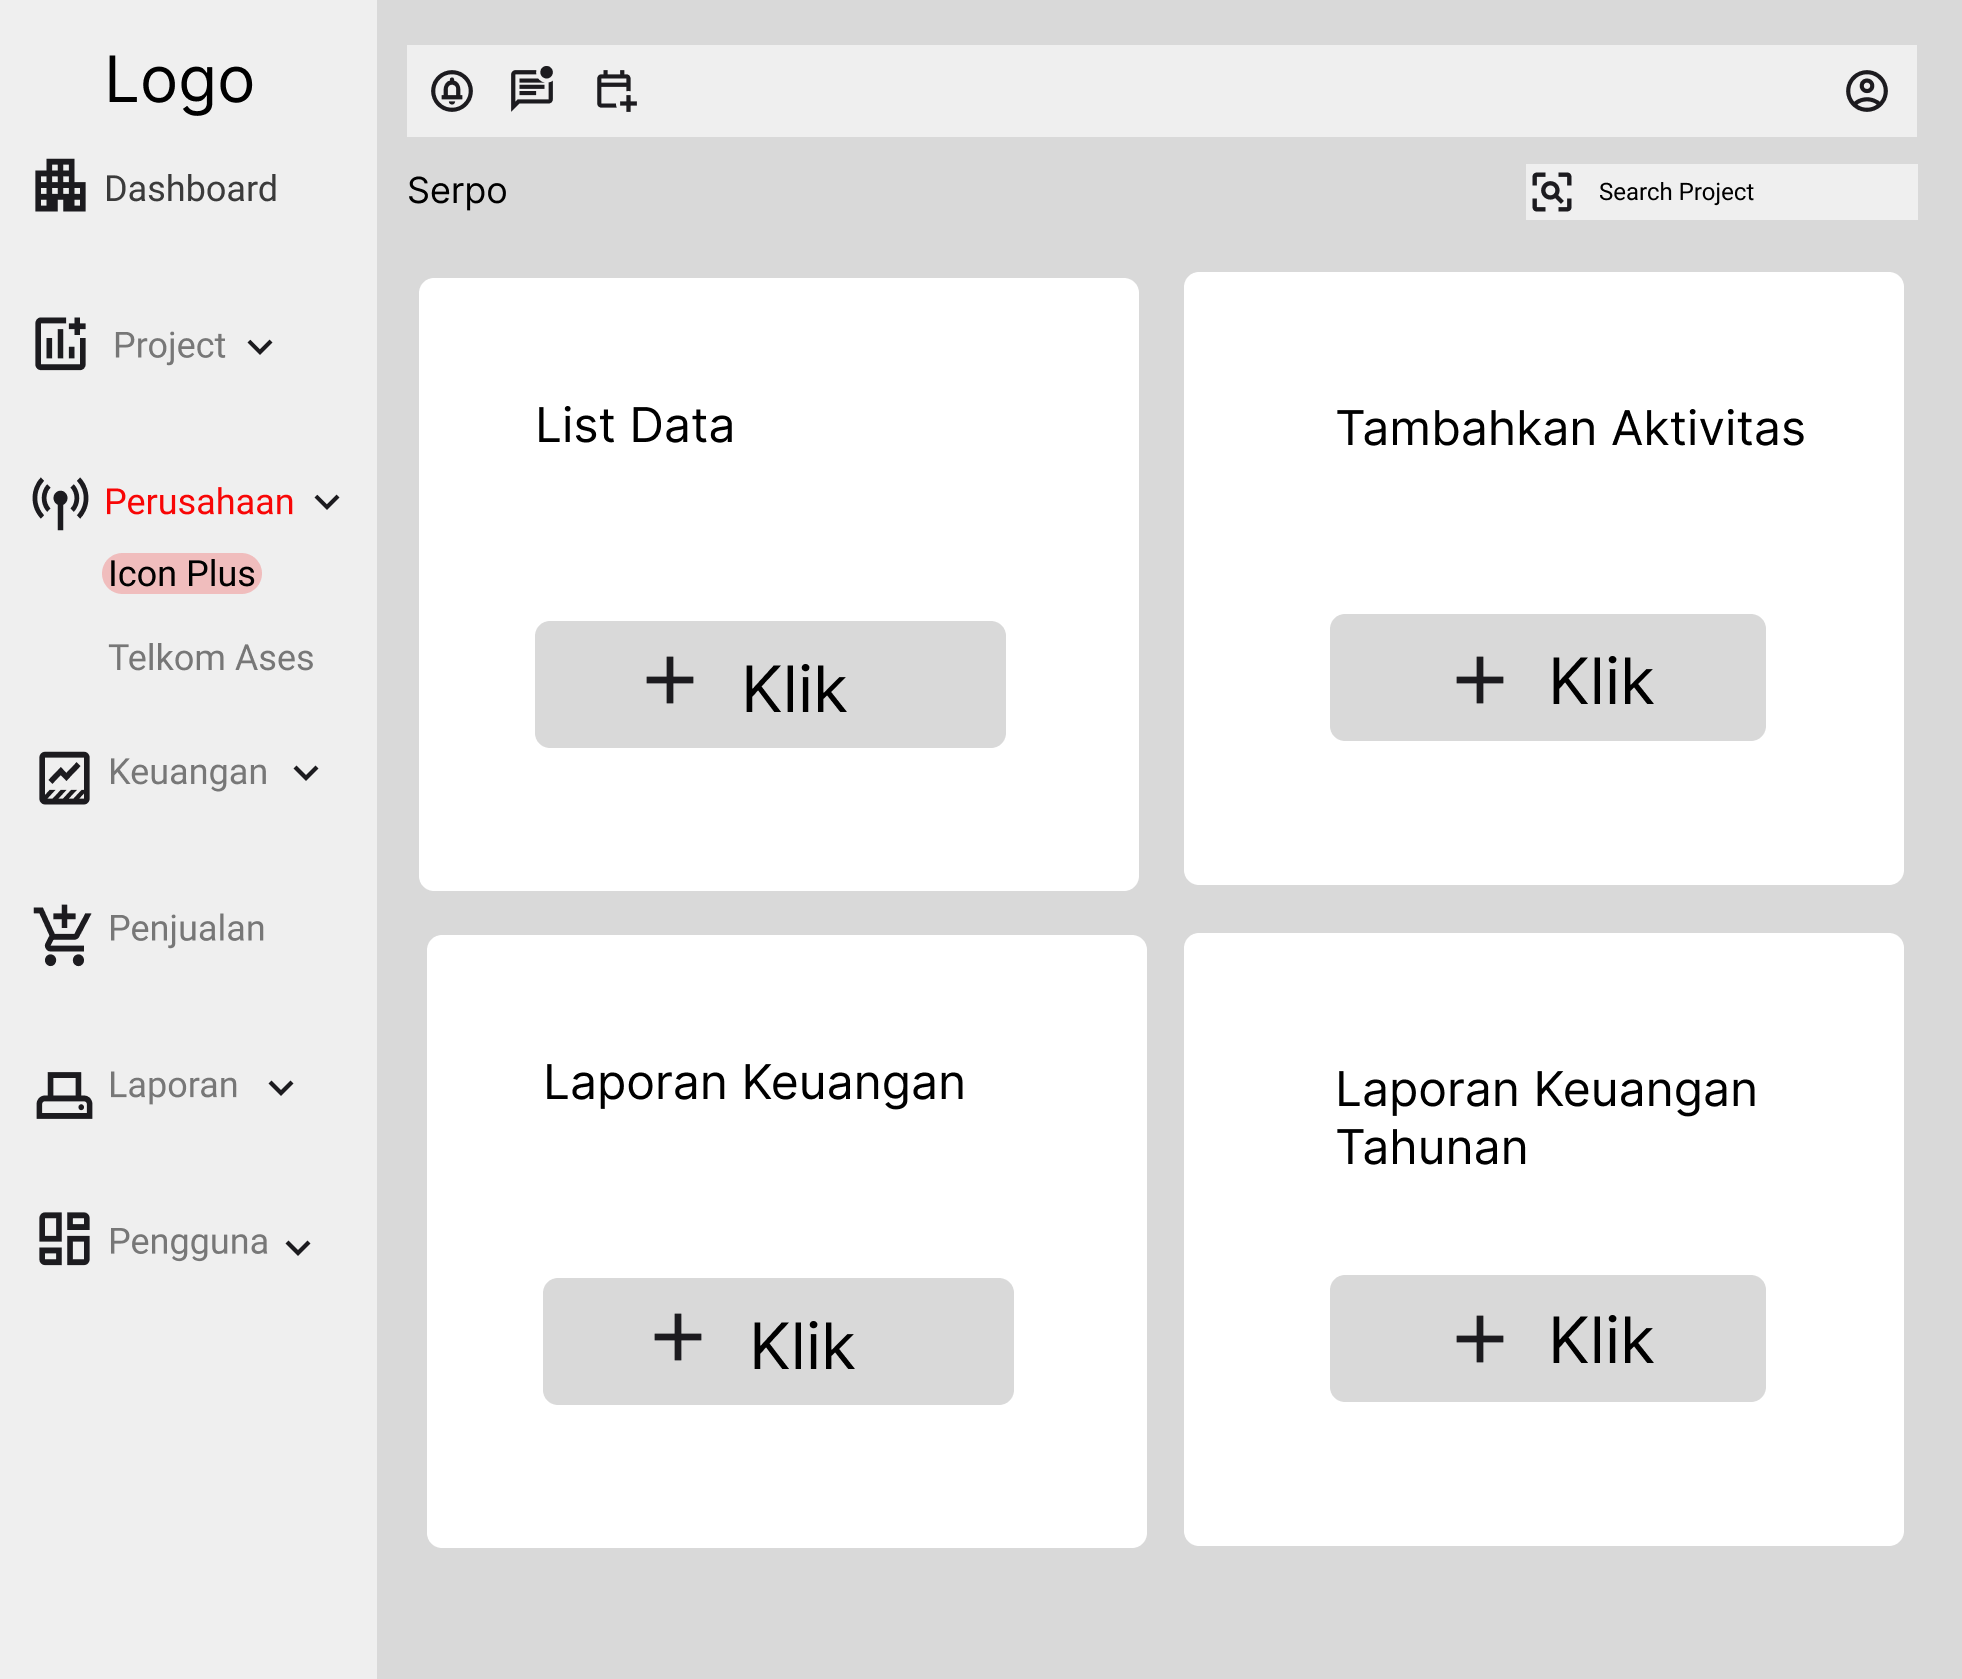 Logo
Dashboard
Project
Perusahaan
Icon Plus
Telkom Ases
Keuangan
Penjualan
Laporan
Pengguna
Serpo
Search Project
List Data
Klik
Tambahkan Aktivitas
Klik
Laporan Keuangan
Klik
Laporan Keuangan
Tahunan
Klik